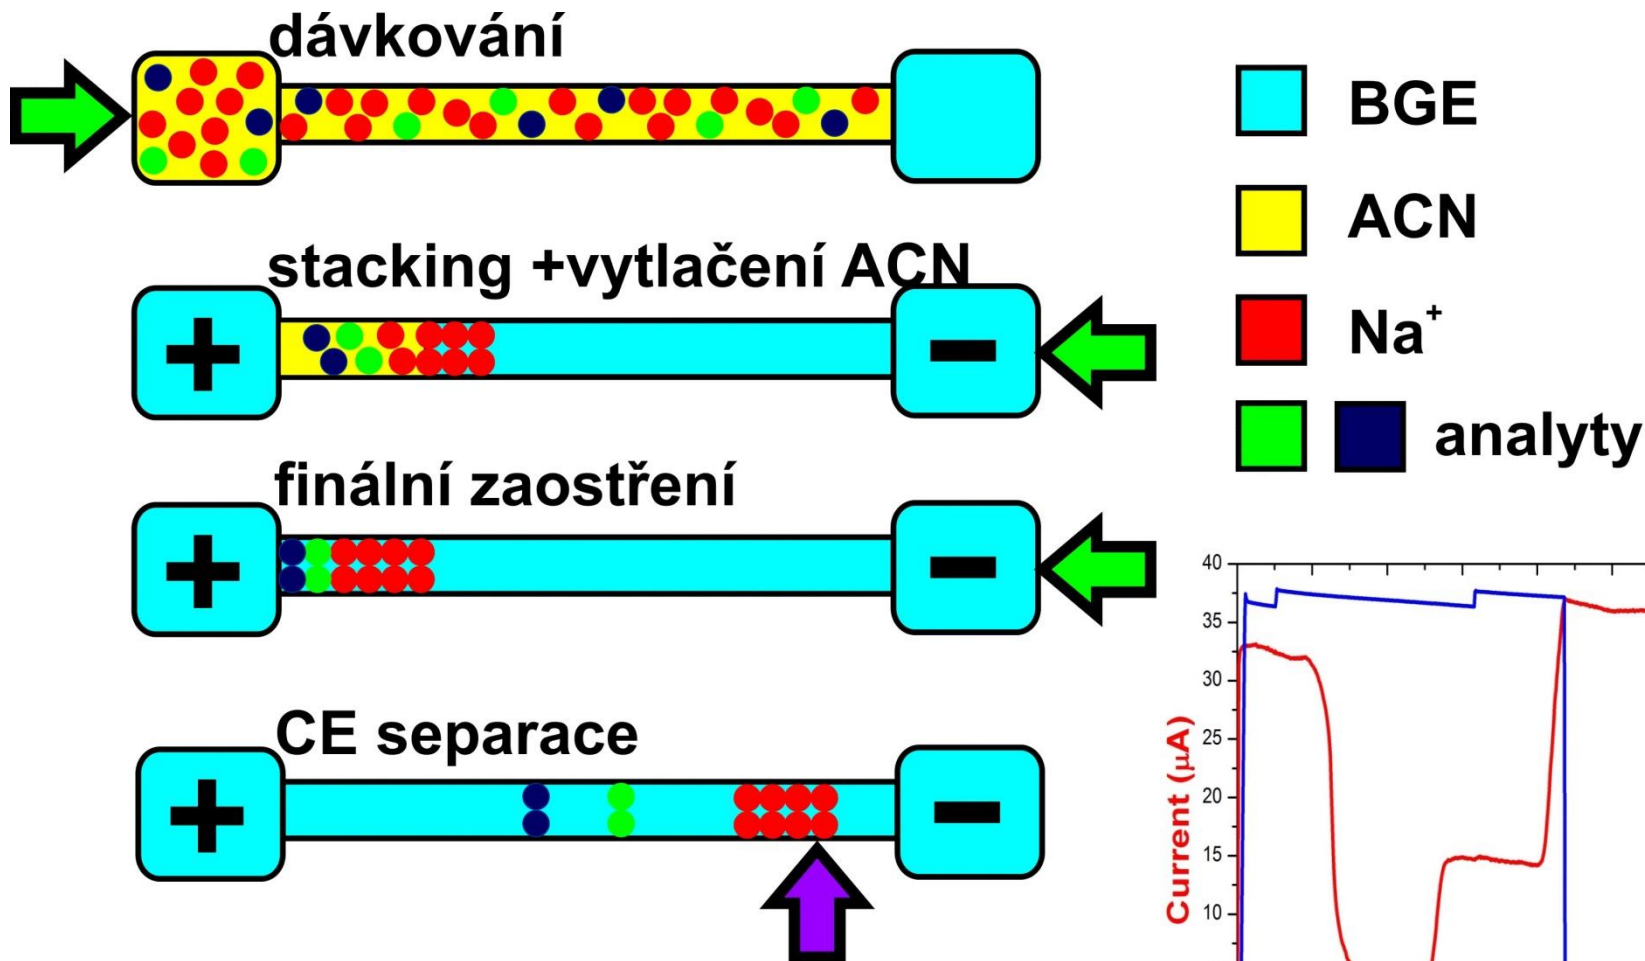 dávkování
stacking +vytlačení ACN
+
−
finální zaostření
+
−
CE separace
+
−
BGE
ACN
Na⁺
analyty
40
35
30
25
20
15
10
Current (µA)